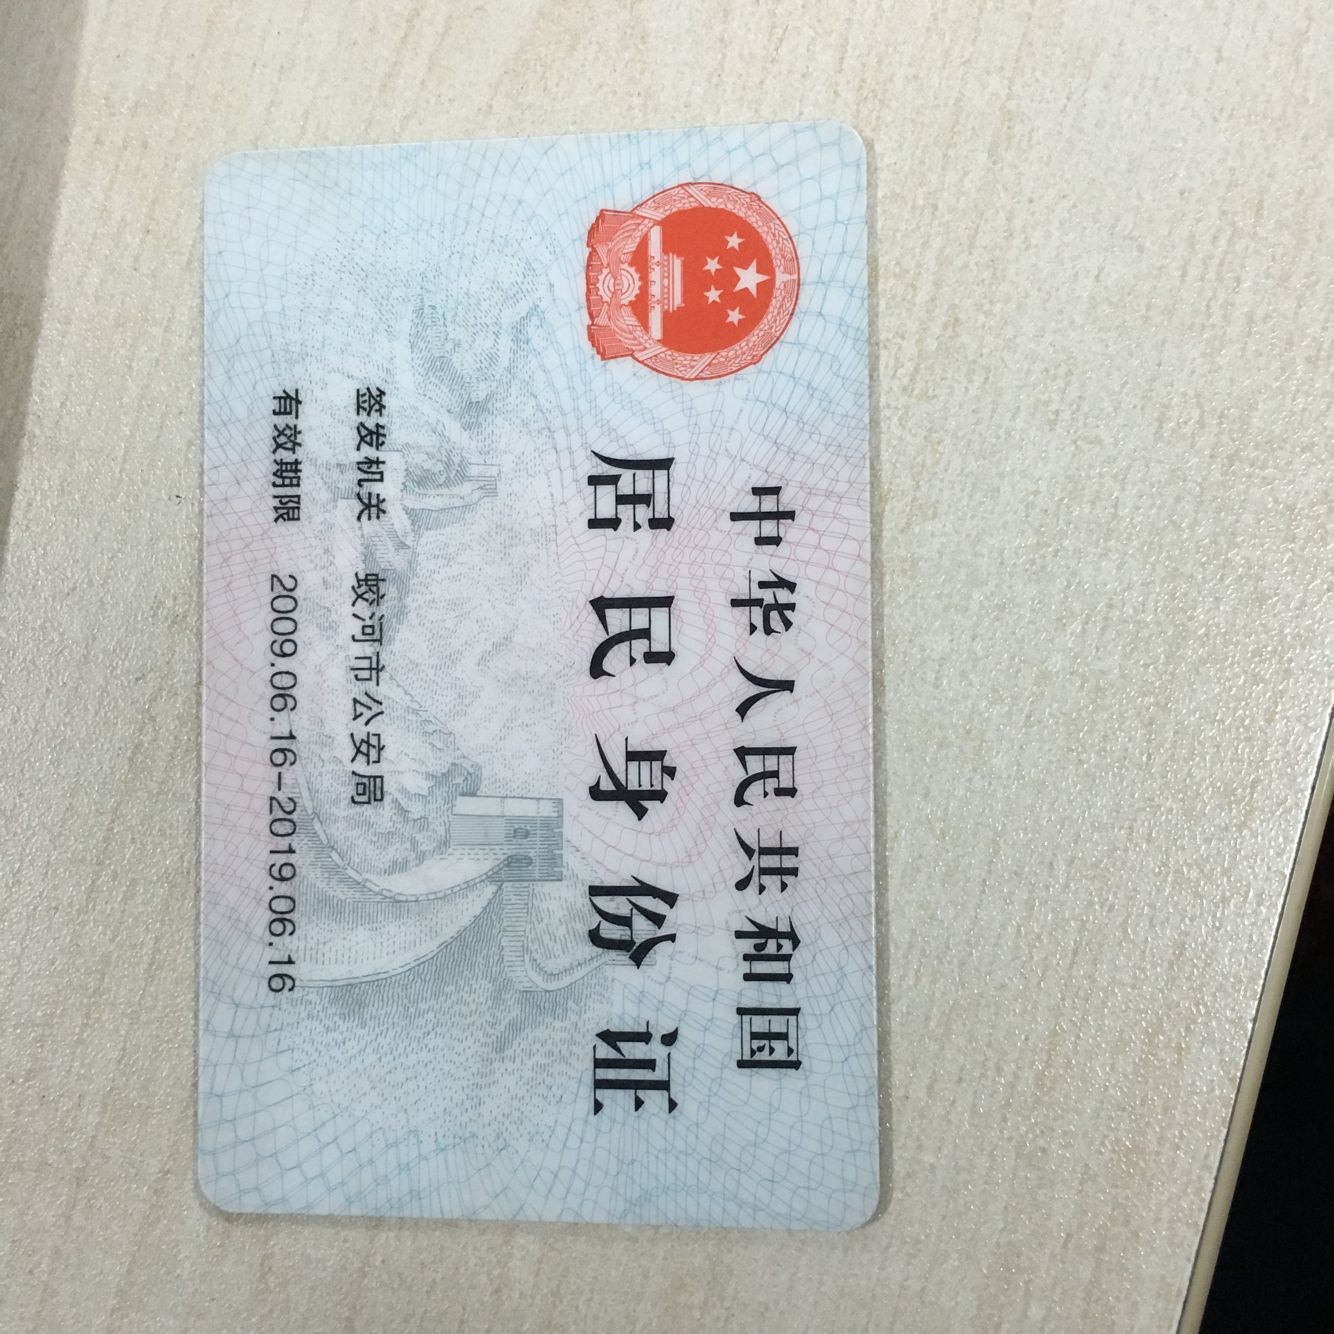 中华人民共和国
居民身份证
签发机关 蛟河市公安局
有效期限 2009.06.16-2019.06.16